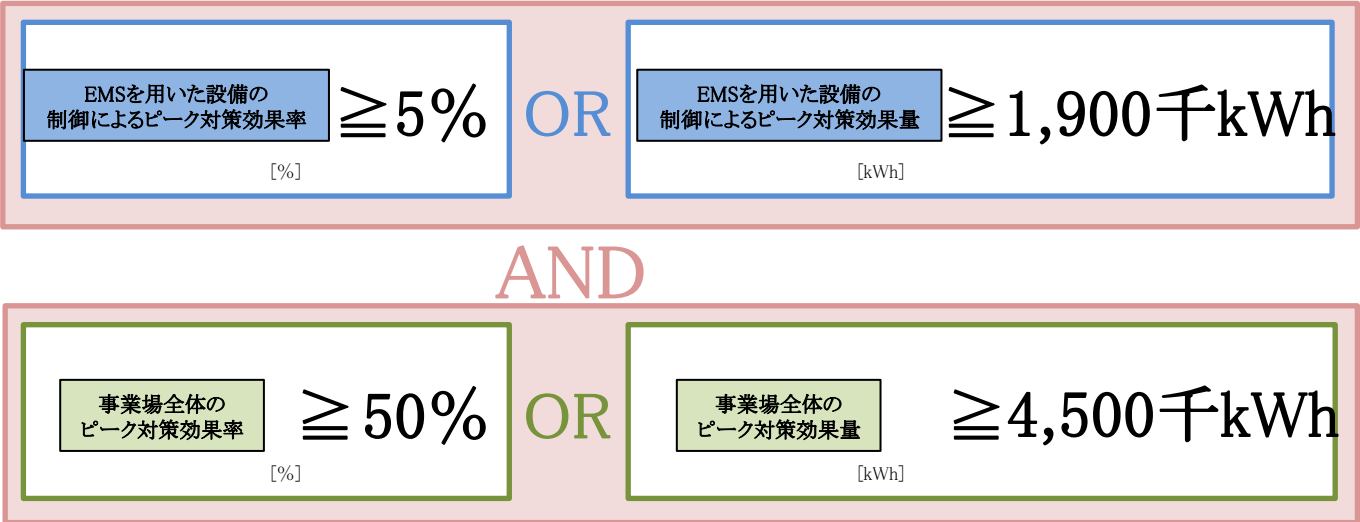 EMSを用いた設備の
制御によるピーク対策効果率
≧5%
[%]
OR
EMSを用いた設備の
制御によるピーク対策効果量
≧1,900千kWh
[kWh]
AND
事業場全体の
ピーク対策効果率
≧50%
[%]
OR
事業場全体の
ピーク対策効果量
≧4,500千kWh
[kWh]